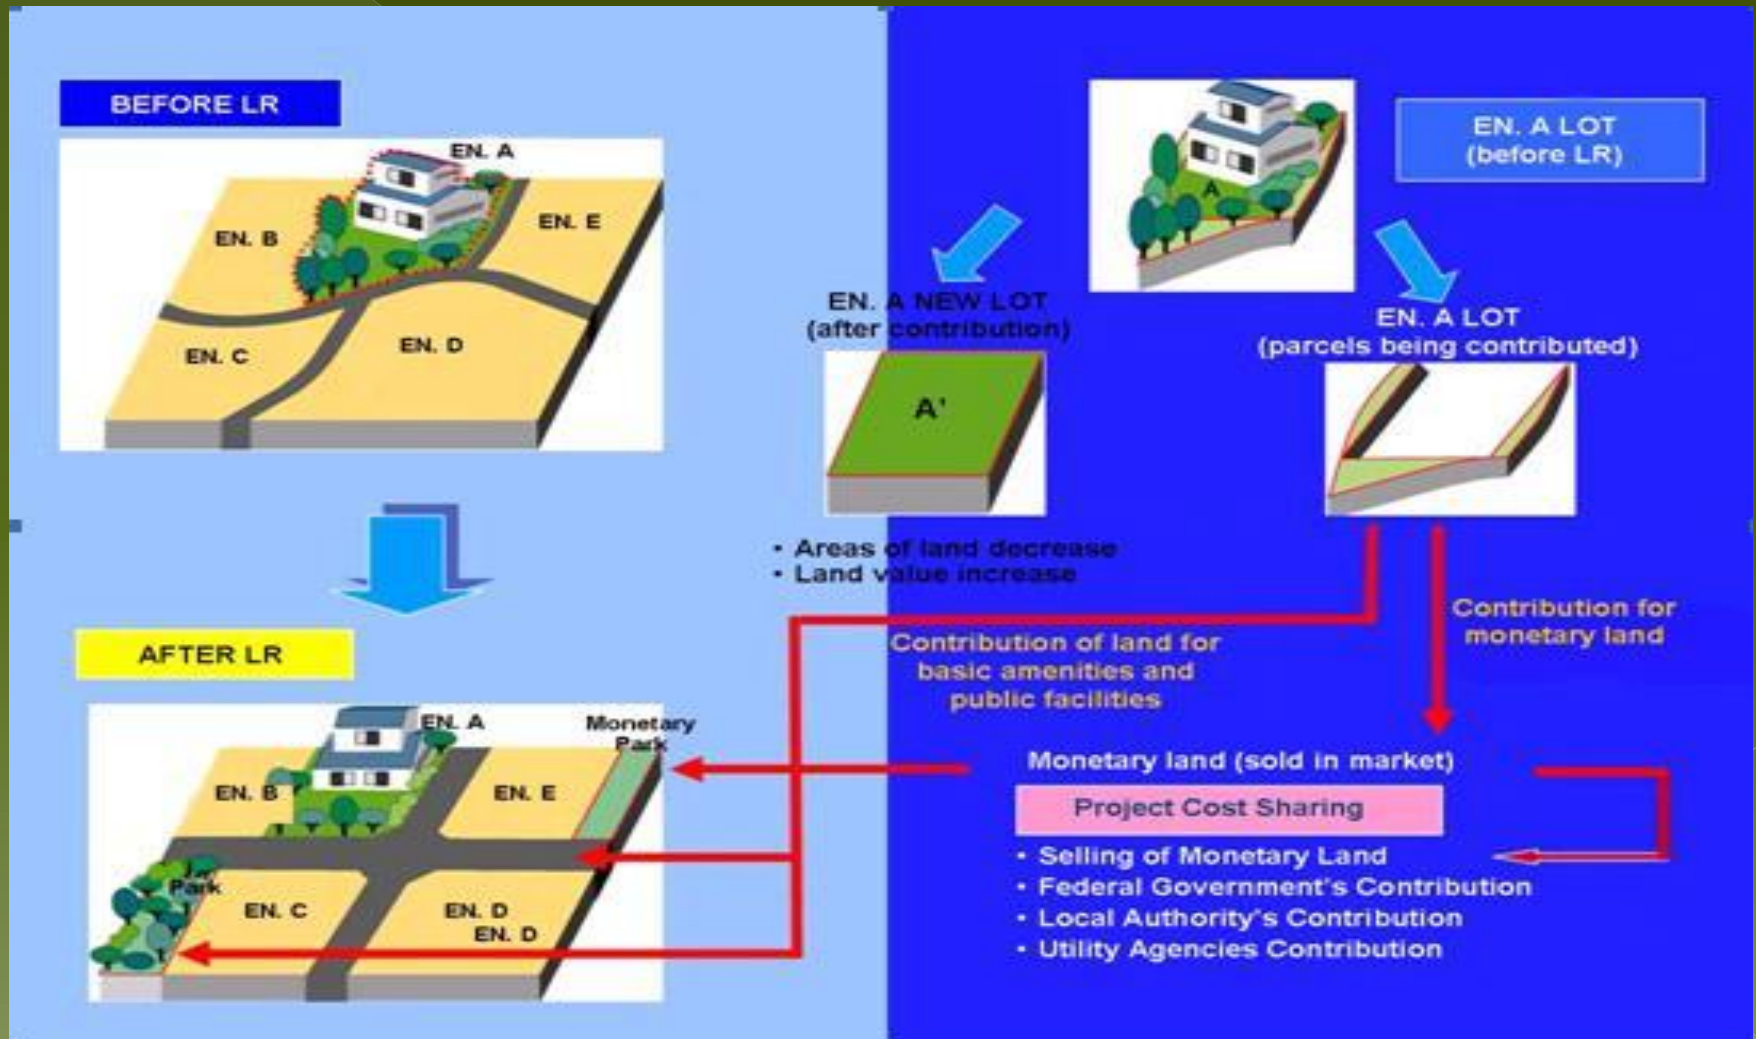 BEFORE LR
EN. A
EN. B
EN. E
EN. C
EN. D
EN. A LOT
(before LR)
A
EN. A NEW LOT
(after contribution)
A'
• Areas of land decrease
• Land value increase
EN. A LOT
(parcels being contributed)
Contribution of land for
basic amenities and
public facilities
Contribution for
monetary land
AFTER LR
EN. A
Monetary
Park
EN. B
EN. E
Park
EN. C
EN. D
EN. D
Monetary land (sold in market)
Project Cost Sharing
• Selling of Monetary Land
• Federal Government's Contribution
• Local Authority's Contribution
• Utility Agencies Contribution